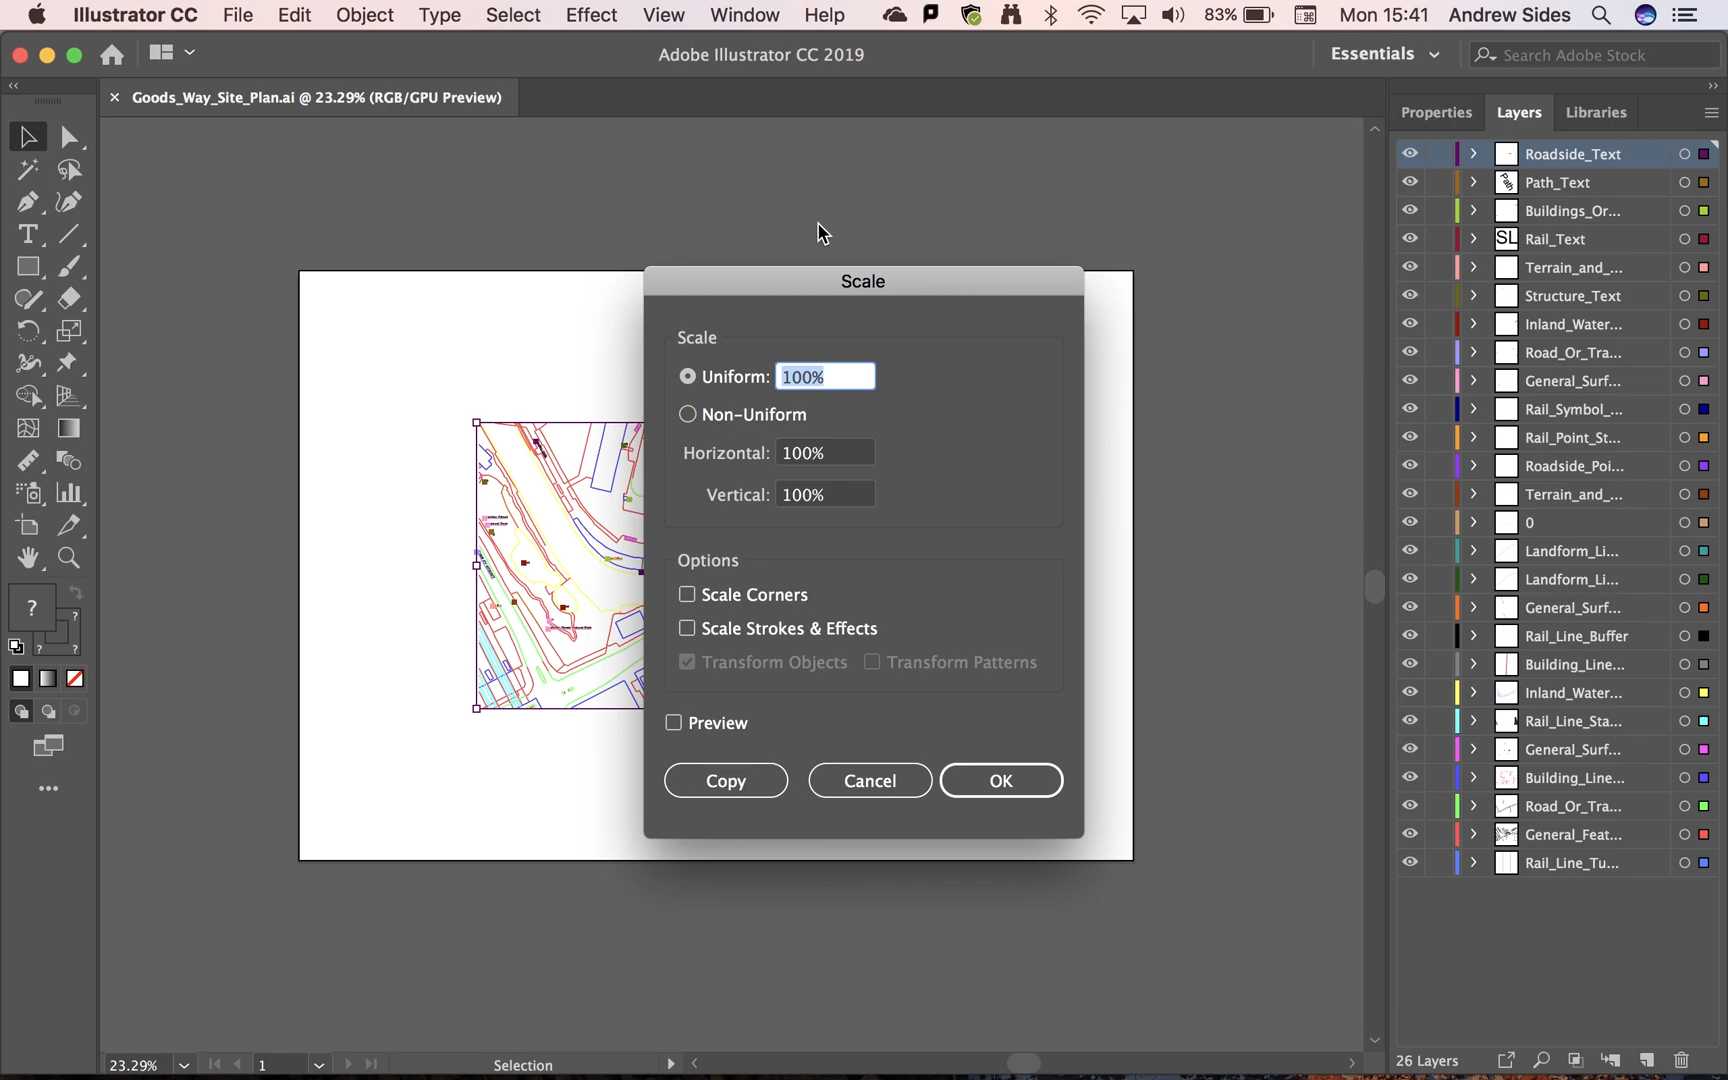 Illustrator CC File Edit Object Type Select Effect View Window Help 83% Mon 15:41 Andrew Sides
Adobe Illustrator CC 2019
Essentials
Search Adobe Stock
Goods_Way_Site_Plan.ai @ 23.29% (RGB/GPU Preview)
Properties Layers Libraries
Roadside_Text
Path_Text
Buildings_Or...
Rail_Text
Terrain_and_...
Structure_Text
Inland_Water...
Road_Or_Tra...
General_Surf...
Rail_Symbol_...
Rail_Point_St...
Roadside_Poi...
Terrain_and_...
0
Landform_Li...
Landform_Li...
General_Surf...
Rail_Line_Buffer
Building_Line...
Inland_Water...
Rail_Line_Sta...
General_Surf...
Building_Line...
Road_Or_Tra...
General_Feat...
Rail_Line_Tu...
Path
SL
Scale
Scale
Uniform: 100%
Non-Uniform
Horizontal: 100%
Vertical: 100%
Options
Scale Corners
Scale Strokes & Effects
Transform Objects Transform Patterns
Preview
Copy Cancel OK
?
?
?
?
23.29% 1 Selection
26 Layers